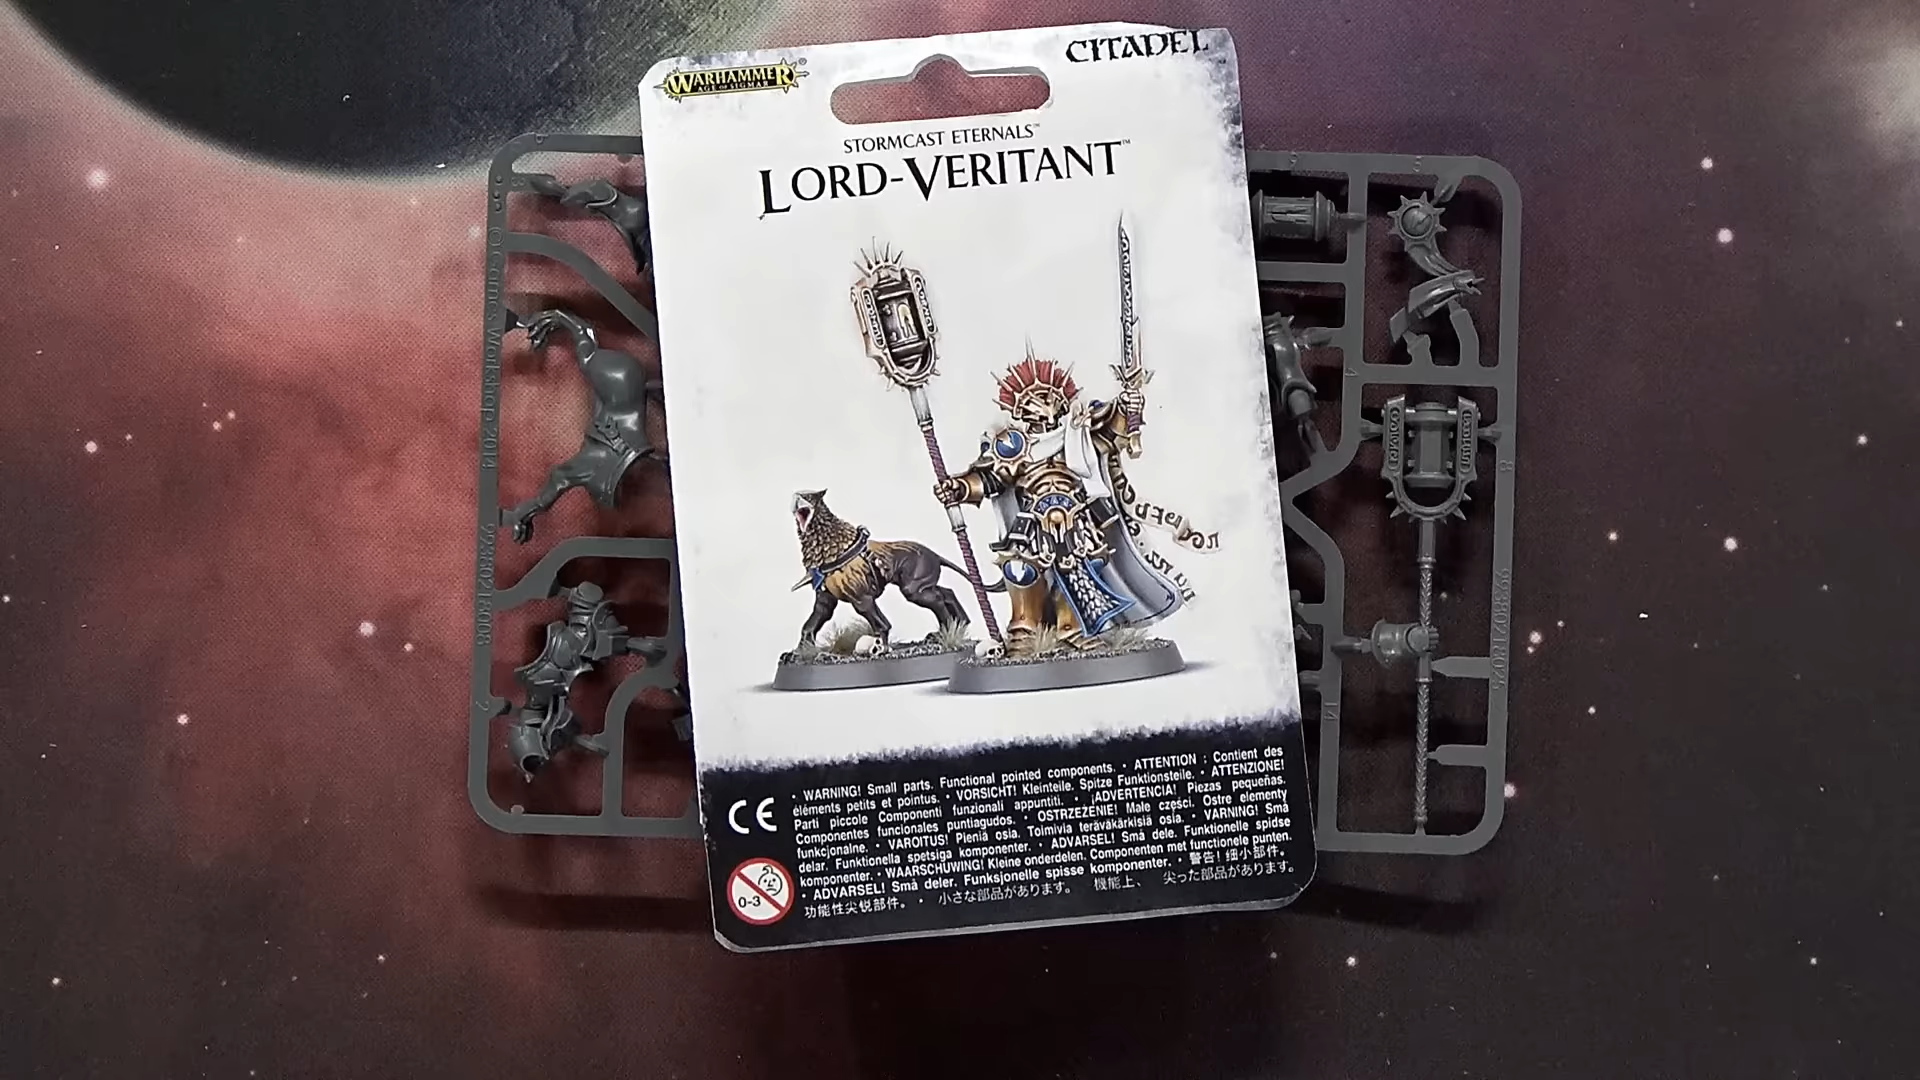 WARHAMMER
AGE OF SIGMAR
CITADEL
STORMCAST ETERNALS™
LORD-VERITANT™
© Games Workshop 2014
99380218008
99380218025
CE
• WARNING! Small parts. Functional pointed components. • ATTENTION : Contient des
éléments petits et pointus. • VORSICHT! Kleinteile. Spitze Funktionsteile. • ATTENZIONE!
Parti piccole Componenti funzionali appuntiti. • ¡ADVERTENCIA! Piezas pequeñas.
Componentes funcionales puntiagudos. • OSTRZEŻENIE! Małe części. Ostre elementy
funkcjonalne. • VAROITUS! Pieniä osia. Toimivia teräväkärkisiä osia. • VARNING! Små
delar. Funktionella spetsiga komponenter. • ADVARSEL! Små dele. Funktionelle spidse
komponenter. • WAARSCHUWING! Kleine onderdelen. Componenten met functionele punten.
• ADVARSEL! Små deler. Funksjonelle spisse komponenter. • 警告! 细小部件。
功能性尖锐部件。 • 小さな部品があります。 機能上、 尖った部品があります。
0-3